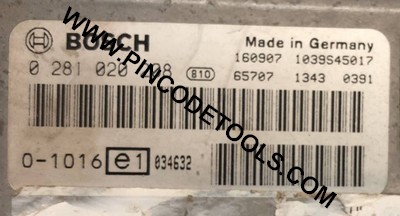 BOSCH
Made in Germany
160907 1039S45017
0 281 020
810
65707 1343 0391
0-1016 e1 034632
WWW.PINCODETOOLS.COM